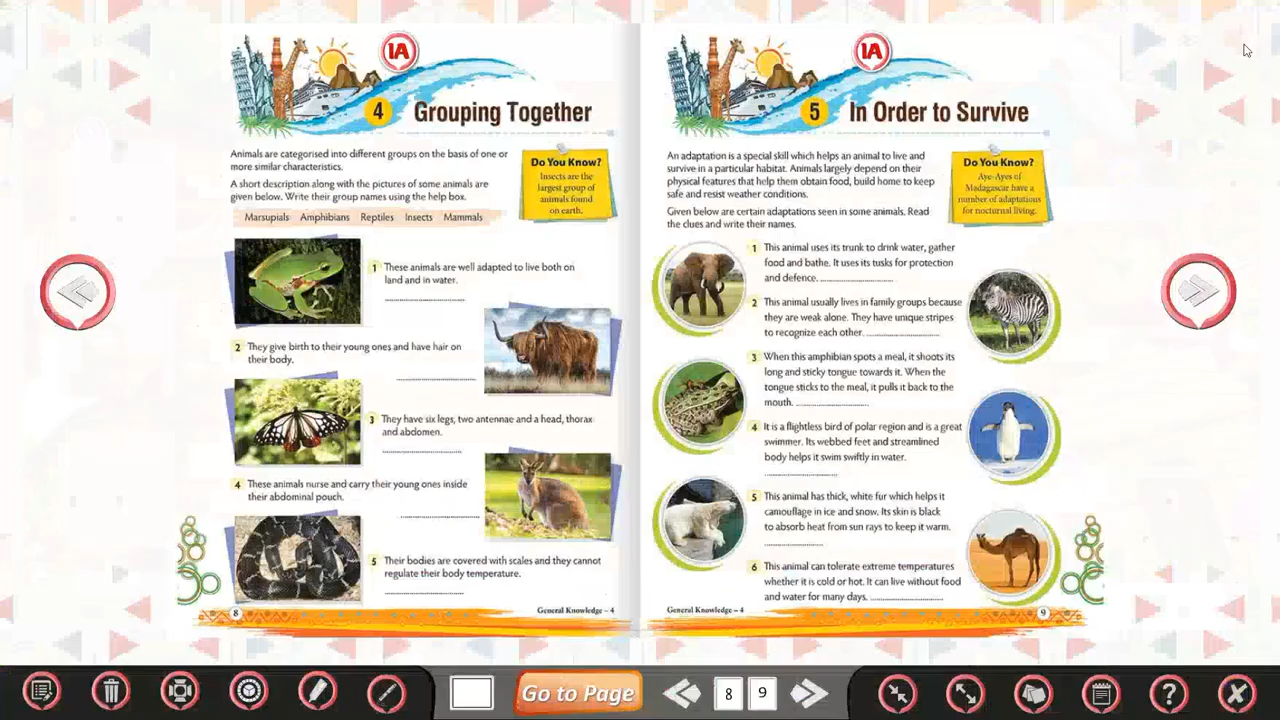 1A
4 Grouping Together
Animals are categorised into different groups on the basis of one or
more similar characteristics.
A short description along with the pictures of some animals are
given below. Write their group names using the help box.
Do You Know?
Insects are the
largest group of
animals found
on earth.
Marsupials Amphibians Reptiles Insects Mammals
1 These animals are well adapted to live both on
land and in water.
2 They give birth to their young ones and have hair on
their body.
3 They have six legs, two antennae and a head, thorax
and abdomen.
4 These animals nurse and carry their young ones inside
their abdominal pouch.
5 Their bodies are covered with scales and they cannot
regulate their body temperature.
8
General Knowledge – 4
1A
5 In Order to Survive
An adaptation is a special skill which helps an animal to live and
survive in a particular habitat. Animals largely depend on their
physical features that help them obtain food, build home to keep
safe and resist weather conditions.
Given below are certain adaptations seen in some animals. Read
the clues and write their names.
Do You Know?
Aye-Ayes of
Madagascar have a
number of adaptations
for nocturnal living.
1 This animal uses its trunk to drink water, gather
food and bathe. It uses its tusks for protection
and defence.
2 This animal usually lives in family groups because
they are weak alone. They have unique stripes
to recognize each other.
3 When this amphibian spots a meal, it shoots its
long and sticky tongue towards it. When the
tongue sticks to the meal, it pulls it back to the
mouth.
4 It is a flightless bird of polar region and is a great
swimmer. Its webbed feet and streamlined
body helps it swim swiftly in water.
5 This animal has thick, white fur which helps it
camouflage in ice and snow. Its skin is black
to absorb heat from sun rays to keep it warm.
6 This animal can tolerate extreme temperatures
whether it is cold or hot. It can live without food
and water for many days.
General Knowledge – 4
9
Go to Page
8 9
?